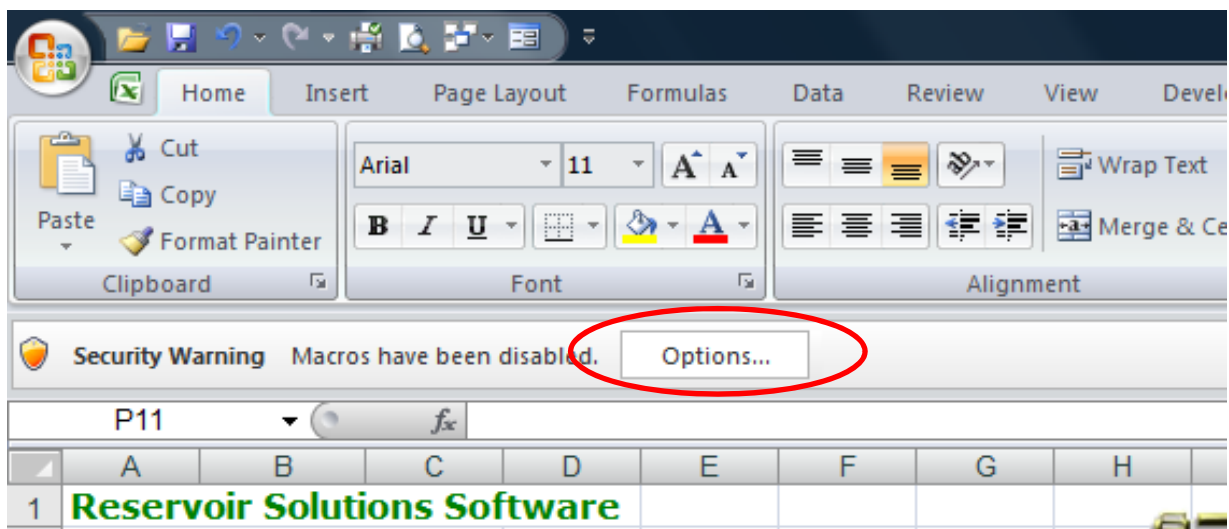 Home Insert Page Layout Formulas Data Review View Devel
Cut
Copy
Paste
Format Painter
Arial 11 A A
B I U A
Wrap Text
Merge & Ce
Clipboard Font Alignment
Security Warning Macros have been disabled. Options...
P11 fx
A B C D E F G H
1 Reservoir Solutions Software